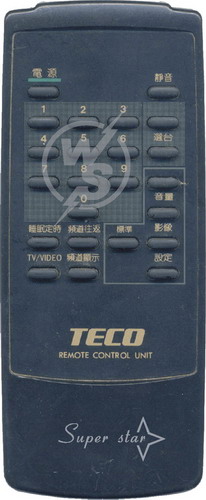 電源 靜音
1 2 3
4 5 6 選台
7 8 9
0 音量
睡眠定時 頻道往返 標準 影像
TV/VIDEO 頻道顯示 設定
TECO
REMOTE CONTROL UNIT
Super star
WS